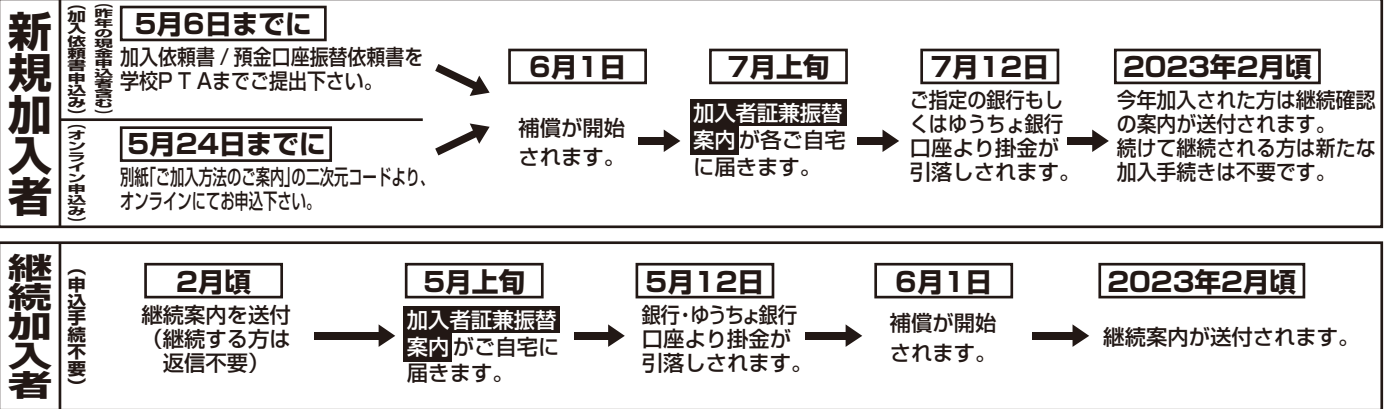 新規加入者
(加入依頼書申込み)
(昨年の現金申込者含む)
5月6日までに
加入依頼書 / 預金口座振替依頼書を
学校PTAまでご提出下さい。
(オンライン申込み)
5月24日までに
別紙「ご加入方法のご案内」の二次元コードより、
オンラインにてお申込下さい。
6月1日
補償が開始
されます。
7月上旬
加入者証兼振替
案内が各ご自宅
に届きます。
7月12日
ご指定の銀行もし
くはゆうちょ銀行
口座より掛金が
引落しされます。
2023年2月頃
今年加入された方は継続確認
の案内が送付されます。
続けて継続される方は新たな
加入手続きは不要です。
継続加入者
(申込手続不要)
2月頃
継続案内を送付
(継続する方は
返信不要)
5月上旬
加入者証兼振替
案内がご自宅に
届きます。
5月12日
銀行・ゆうちょ銀行
口座より掛金が
引落しされます。
6月1日
補償が開始
されます。
2023年2月頃
継続案内が送付されます。